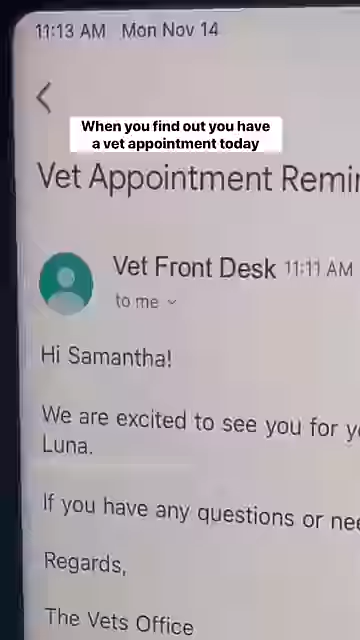 11:13 AM Mon Nov 14
When you find out you have
a vet appointment today
Vet Appointment
Vet Front Desk 11:11 AM
to me
Hi Samantha!
We are excited to see you for
Luna.
If you have any questions or
Regards,
The Vets Office